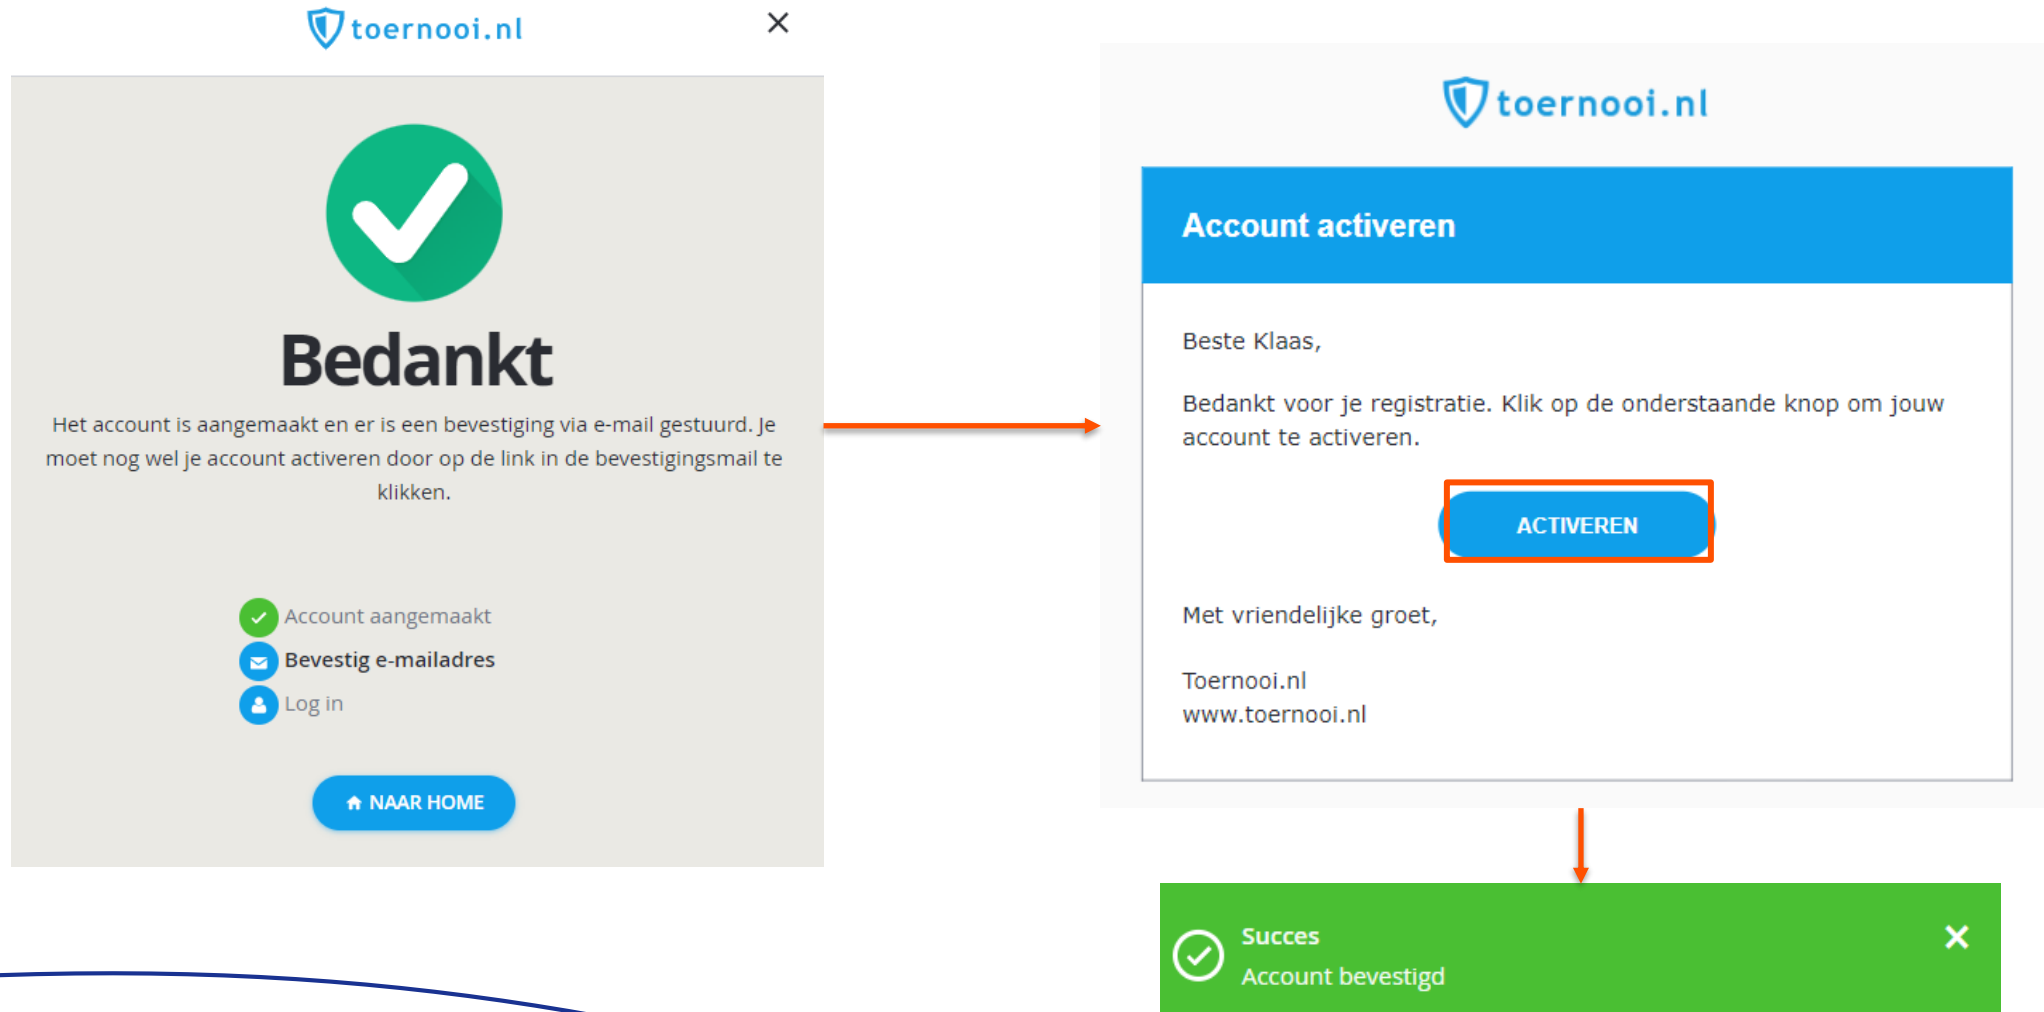 toernooi.nl
Bedankt
Het account is aangemaakt en er is een bevestiging via e-mail gestuurd. Je
moet nog wel je account activeren door op de link in de bevestigingsmail te
klikken.
Account aangemaakt
Bevestig e-mailadres
Log in
NAAR HOME
toernooi.nl
Account activeren
Beste Klaas,
Bedankt voor je registratie. Klik op de onderstaande knop om jouw
account te activeren.
ACTIVEREN
Met vriendelijke groet,
Toernooi.nl
www.toernooi.nl
Succes
Account bevestigd